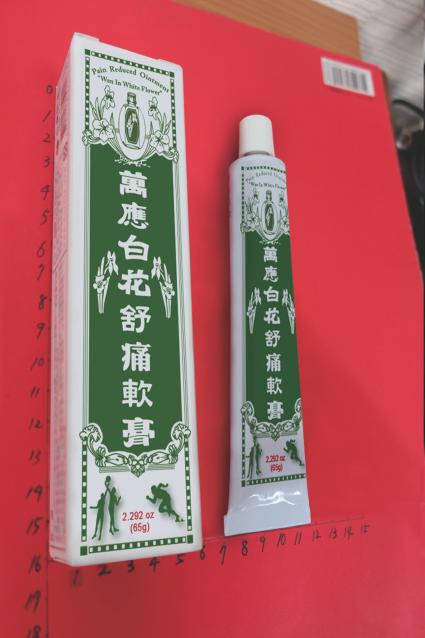 Pain Reduced Ointment
"Wan In White Flower"
萬應白花舒痛軟膏
2.292 oz
(65g)
Pain Reduced Ointment
"Wan In White Flower"
萬應白花舒痛軟膏
2.292 oz
(65g)
0
1
2
3
4
5
6
7
8
9
10
11
12
13
14
15
16
17
18
1 2 3 4 5 6 7 8 9 10 11 12 13 14 15